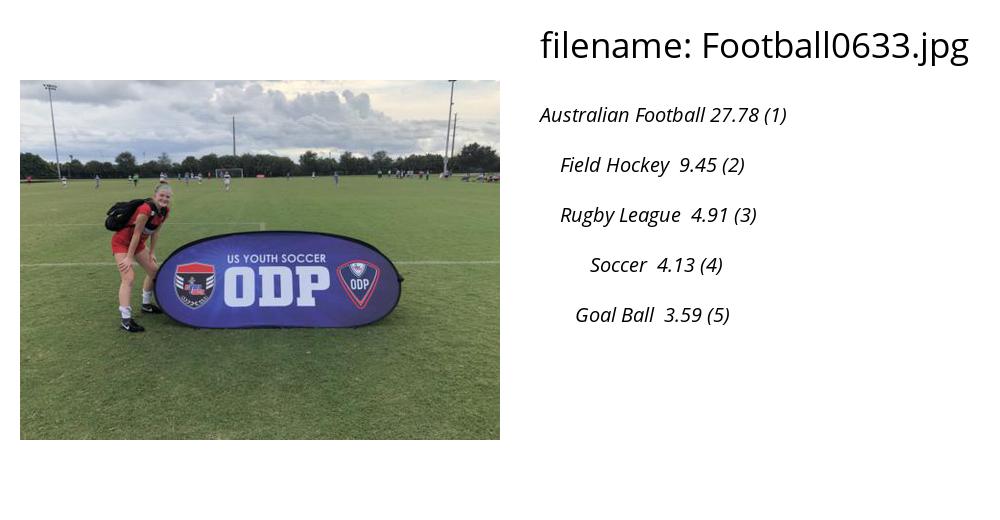 filename: Football0633.jpg
Australian Football 27.78 (1)
Field Hockey 9.45 (2)
Rugby League 4.91 (3)
Soccer 4.13 (4)
Goal Ball 3.59 (5)
US YOUTH SOCCER
ODP
ODP